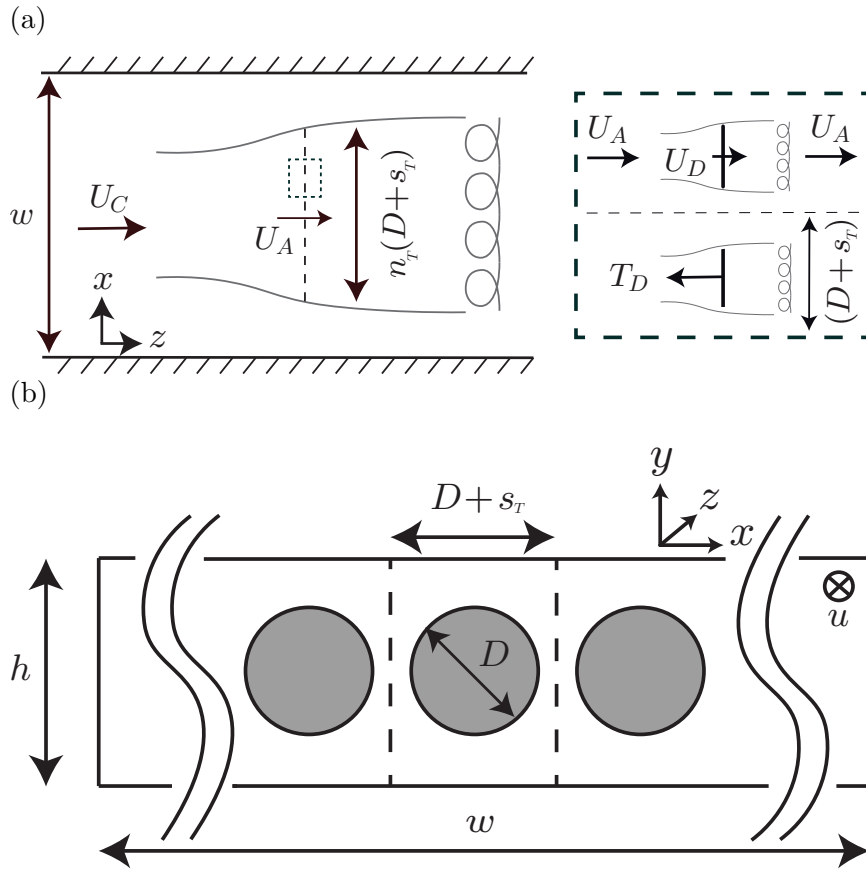 (a)
w
U_C
U_A
n_T(D+s_T)
x
z
U_A
U_D
U_A
T_D
(D+s_T)
(b)
D+s_T
y
z
x
u
h
D
w